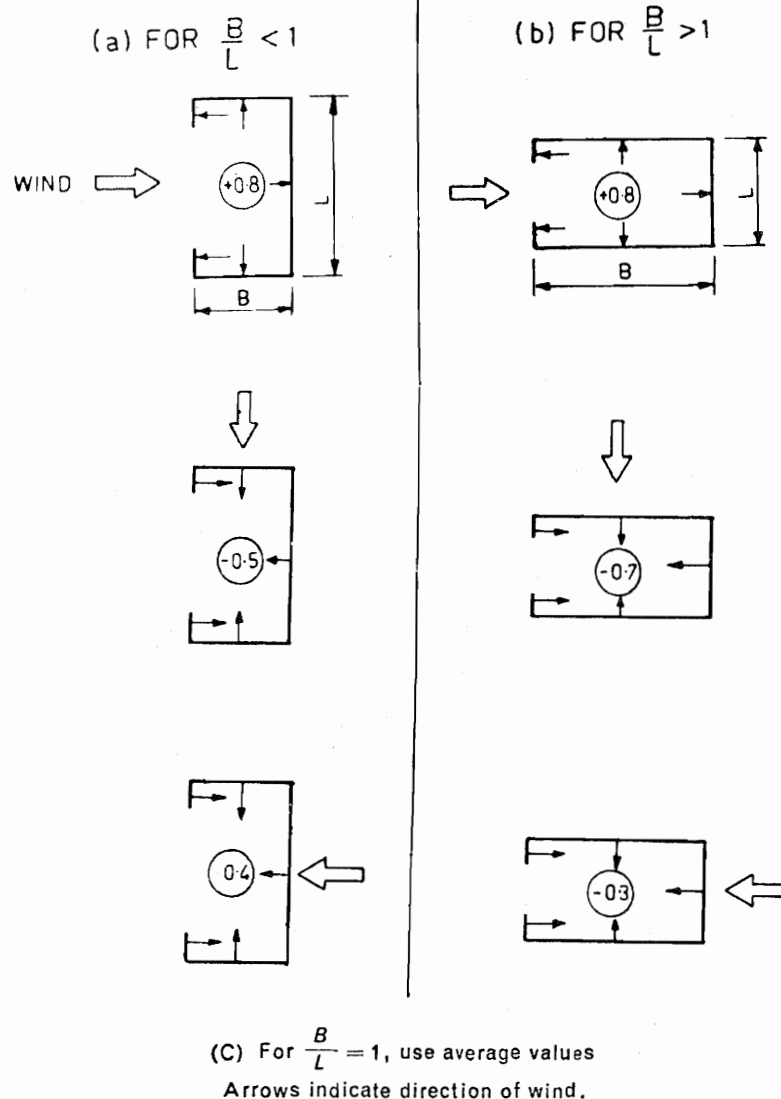 (a) FOR B/L < 1
(b) FOR B/L > 1
WIND
+0.8
L
B
+0.8
L
B
-0.5
-0.7
0.4
-0.3
(C) For B/L = 1, use average values
Arrows indicate direction of wind.